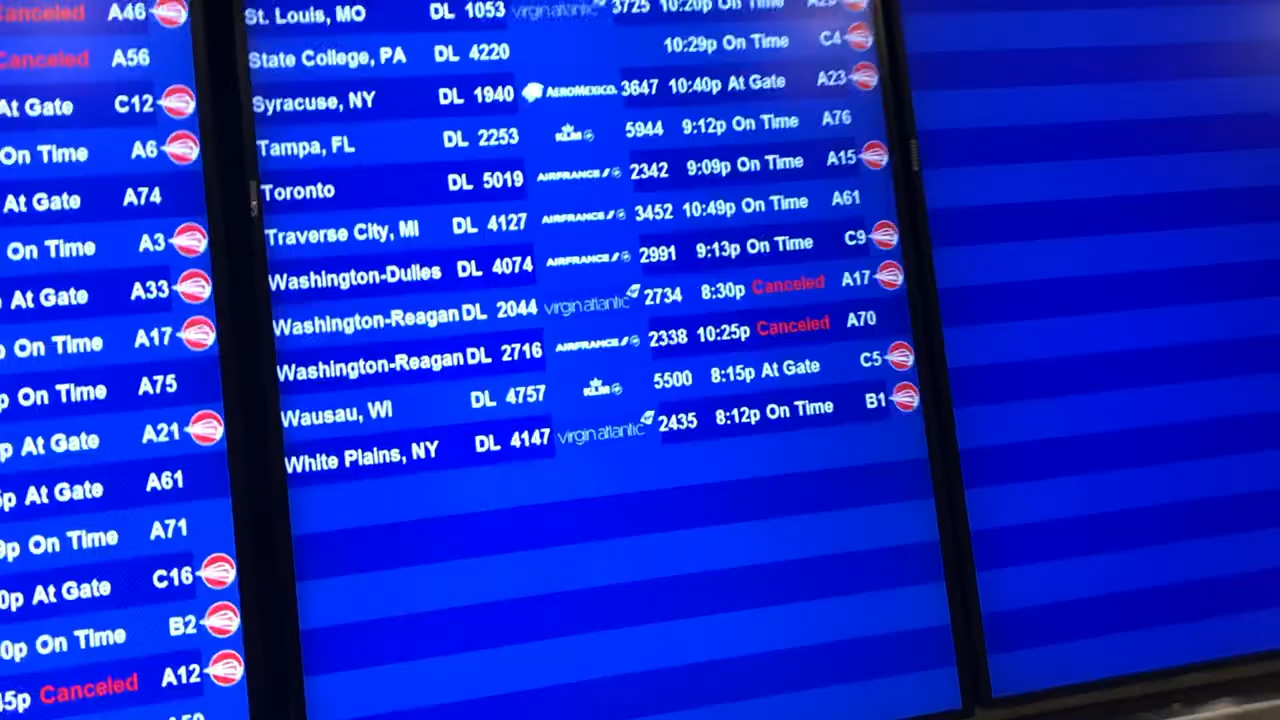 Canceled A46
Canceled A56
At Gate C12
On Time A6
At Gate A74
On Time A3
At Gate A33
On Time A17
p On Time A75
p At Gate A21
5p At Gate A61
9p On Time A71
0p At Gate C16
0p On Time B2
45p Canceled A12
St. Louis, MO DL 1053 virgin atlantic 3725 10:20p On Time
State College, PA DL 4220 10:29p On Time C4
Syracuse, NY DL 1940 AEROMEXICO. 3647 10:40p At Gate A23
Tampa, FL DL 2253 KLM 5944 9:12p On Time A76
Toronto DL 5019 AIRFRANCE 2342 9:09p On Time A15
Traverse City, MI DL 4127 AIRFRANCE 3452 10:49p On Time A61
Washington-Dulles DL 4074 AIRFRANCE 2991 9:13p On Time C9
Washington-Reagan DL 2044 virgin atlantic 2734 8:30p Canceled A17
Washington-Reagan DL 2716 AIRFRANCE 2338 10:25p Canceled A70
Wausau, WI DL 4757 KLM 5500 8:15p At Gate C5
White Plains, NY DL 4147 virgin atlantic 2435 8:12p On Time B1